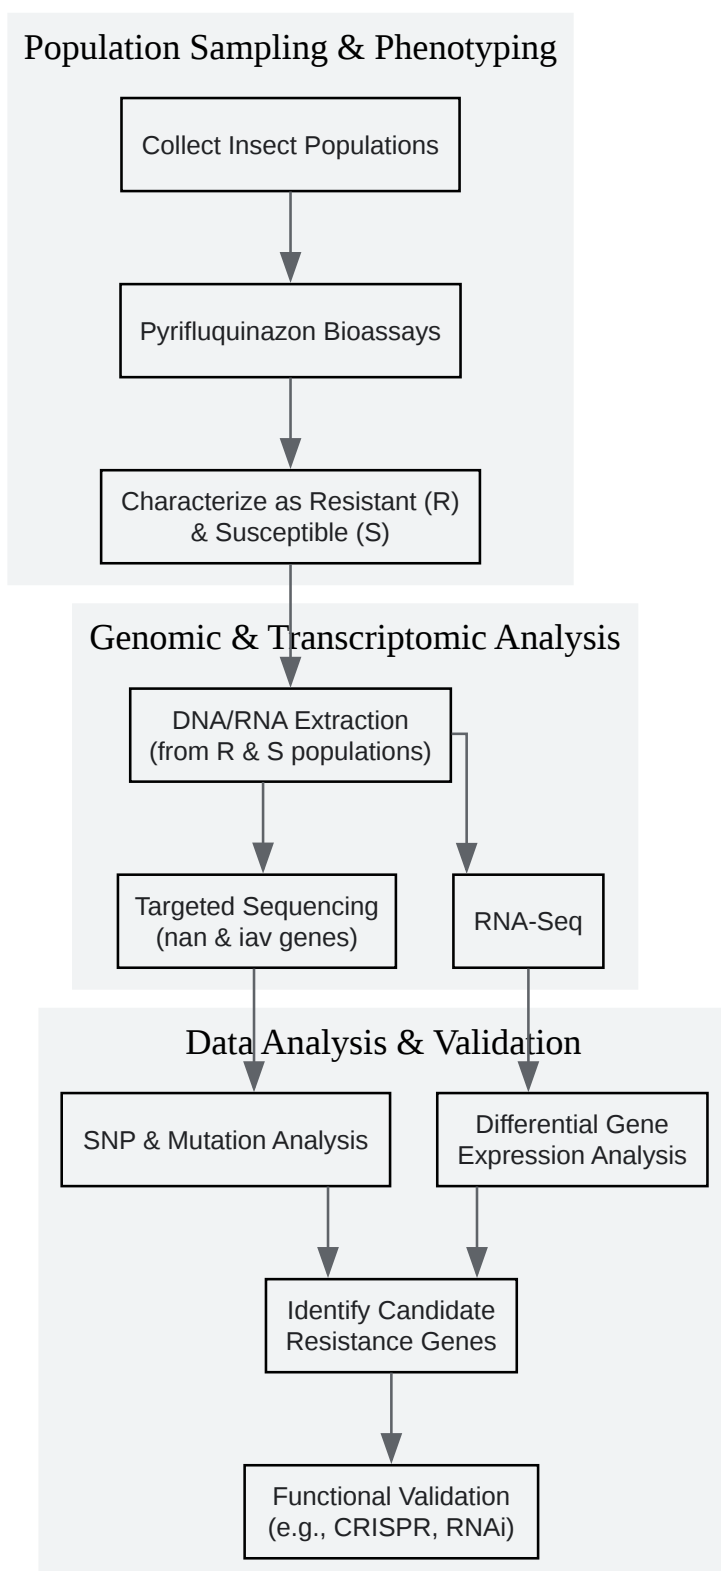 Population Sampling & Phenotyping
Collect Insect Populations
Pyrifluquinazon Bioassays
Characterize as Resistant (R)
& Susceptible (S)
Genomic & Transcriptomic Analysis
DNA/RNA Extraction
(from R & S populations)
Targeted Sequencing
(nan & iav genes)
RNA-Seq
Data Analysis & Validation
SNP & Mutation Analysis
Differential Gene
Expression Analysis
Identify Candidate
Resistance Genes
Functional Validation
(e.g., CRISPR, RNAi)